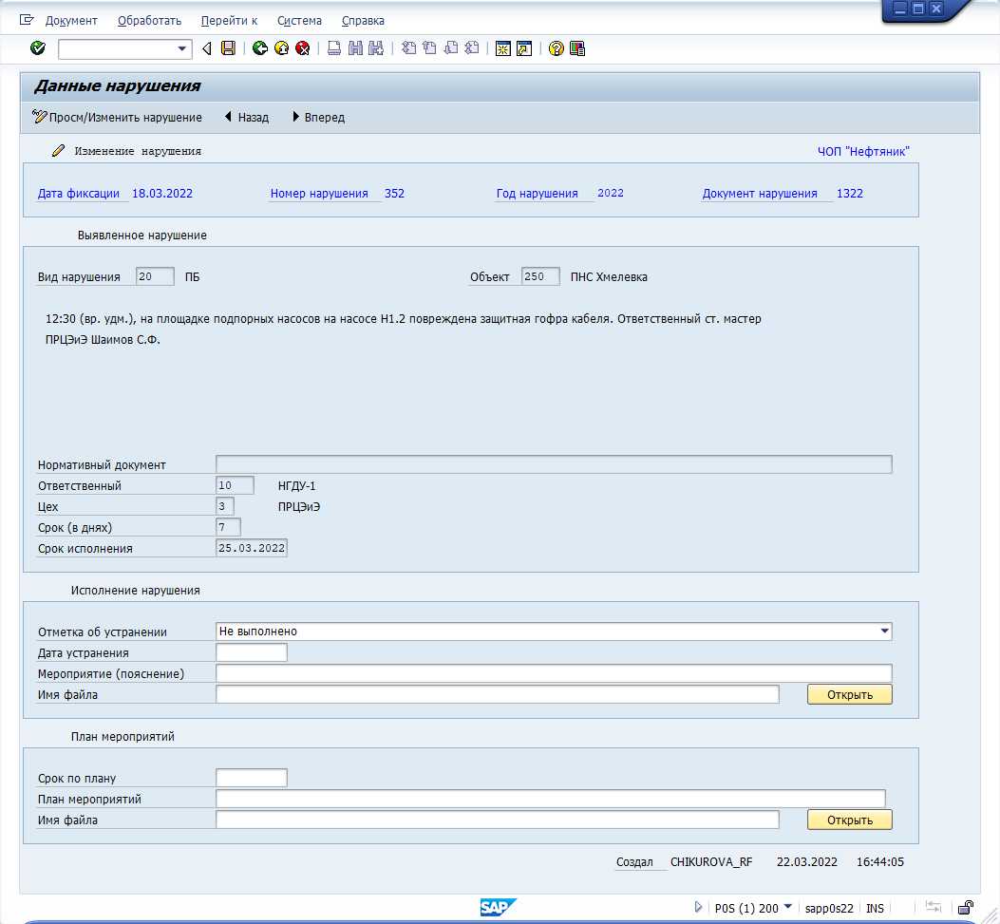 Документ Обработать Перейти к Система Справка
Данные нарушения
Просм/Изменить нарушение Назад Вперед
Изменение нарушения ЧОП "Нефтяник"
Дата фиксации 18.03.2022 Номер нарушения 352 Год нарушения 2022 Документ нарушения 1322
Выявленное нарушение
Вид нарушения 20 ПБ Объект 250 ПНС Хмелевка
12:30 (вр. удм.), на площадке подпорных насосов на насосе Н1.2 повреждена защитная гофра кабеля. Ответственный ст. мастер
ПРЦЭиЭ Шаимов С.Ф.
Нормативный документ
Ответственный 10 НГДУ-1
Цех 3 ПРЦЭиЭ
Срок (в днях) 7
Срок исполнения 25.03.2022
Исполнение нарушения
Отметка об устранении Не выполнено
Дата устранения
Мероприятие (пояснение)
Имя файла Открыть
План мероприятий
Срок по плану
План мероприятий
Имя файла Открыть
Создал CHIKUROVA_RF 22.03.2022 16:44:05
SAP P0S (1) 200 sapp0s22 INS